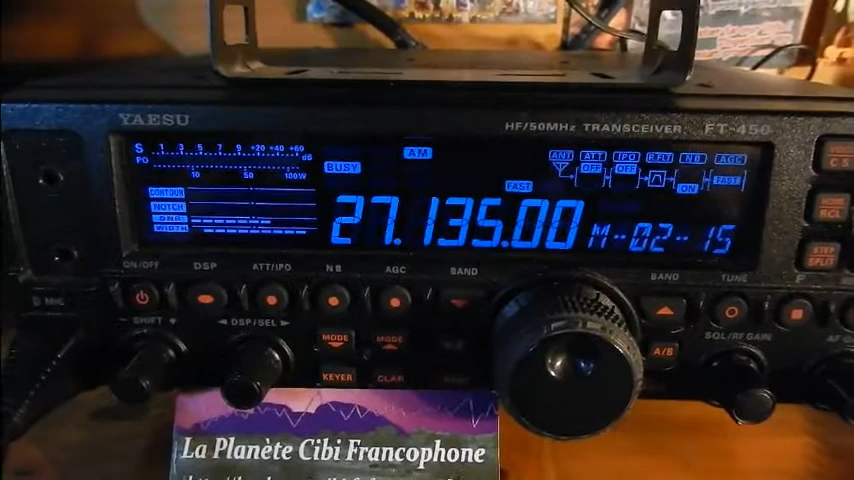 YAESU
HF/50MHz TRANSCEIVER FT-450
S 1 3 5 7 9 +20 +40 +60 dB
PO 10 50 100W
BUSY
AM
ANT ATT IPO R.FLT NB AGC
OFF OFF ON FAST
CONTOUR
NOTCH
DNR
WIDTH
FAST
27.135.00 M-02-15
C.S
HOME
RCL
STEP
SPLIT
ON/OFF DSP ATT/IPO NB AGC BAND BAND TUNE F
SHIFT DSP/SEL MODE MODE A/B SQL/RF GAIN
KEYER CLAR
La Planète Cibi Francophone